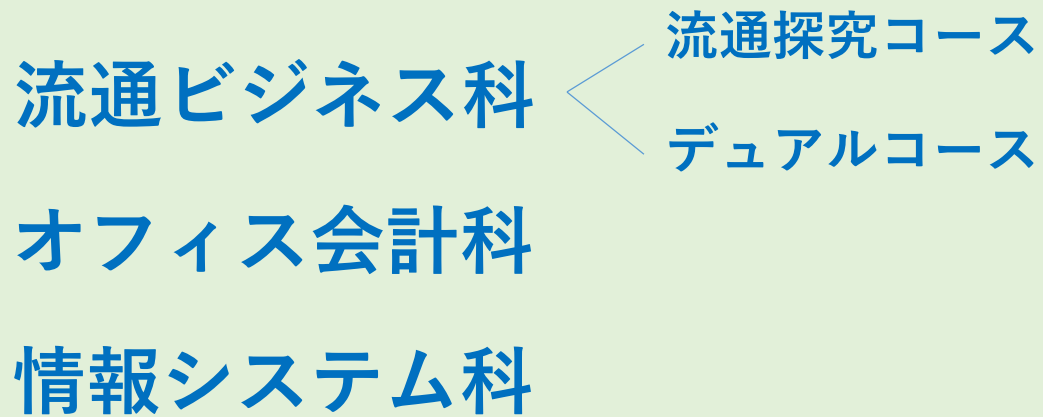 流通ビジネス科
流通探究コース
デュアルコース
オフィス会計科
情報システム科